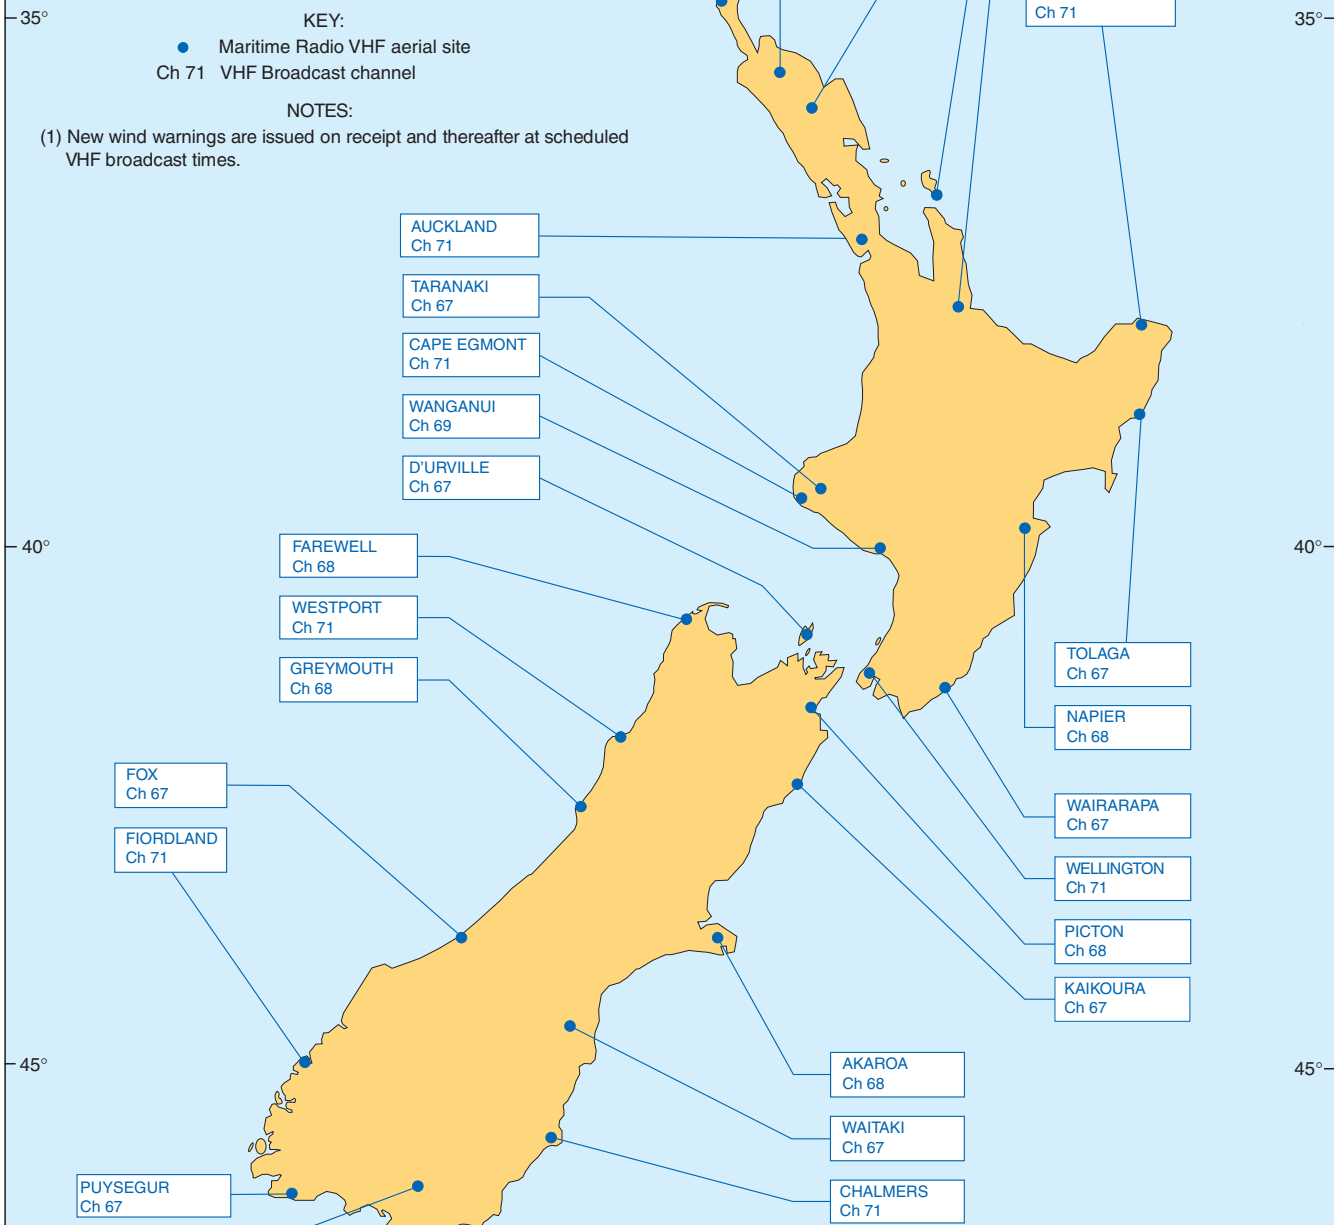 35°
KEY:
Maritime Radio VHF aerial site
Ch 71 VHF Broadcast channel
NOTES:
(1) New wind warnings are issued on receipt and thereafter at scheduled
VHF broadcast times.
Ch 71
35°
AUCKLAND
Ch 71
TARANAKI
Ch 67
CAPE EGMONT
Ch 71
WANGANUI
Ch 69
D'URVILLE
Ch 67
40°
40°
FAREWELL
Ch 68
WESTPORT
Ch 71
GREYMOUTH
Ch 68
TOLAGA
Ch 67
NAPIER
Ch 68
FOX
Ch 67
FIORDLAND
Ch 71
WAIRARAPA
Ch 67
WELLINGTON
Ch 71
PICTON
Ch 68
KAIKOURA
Ch 67
45°
45°
AKAROA
Ch 68
WAITAKI
Ch 67
CHALMERS
Ch 71
PUYSEGUR
Ch 67